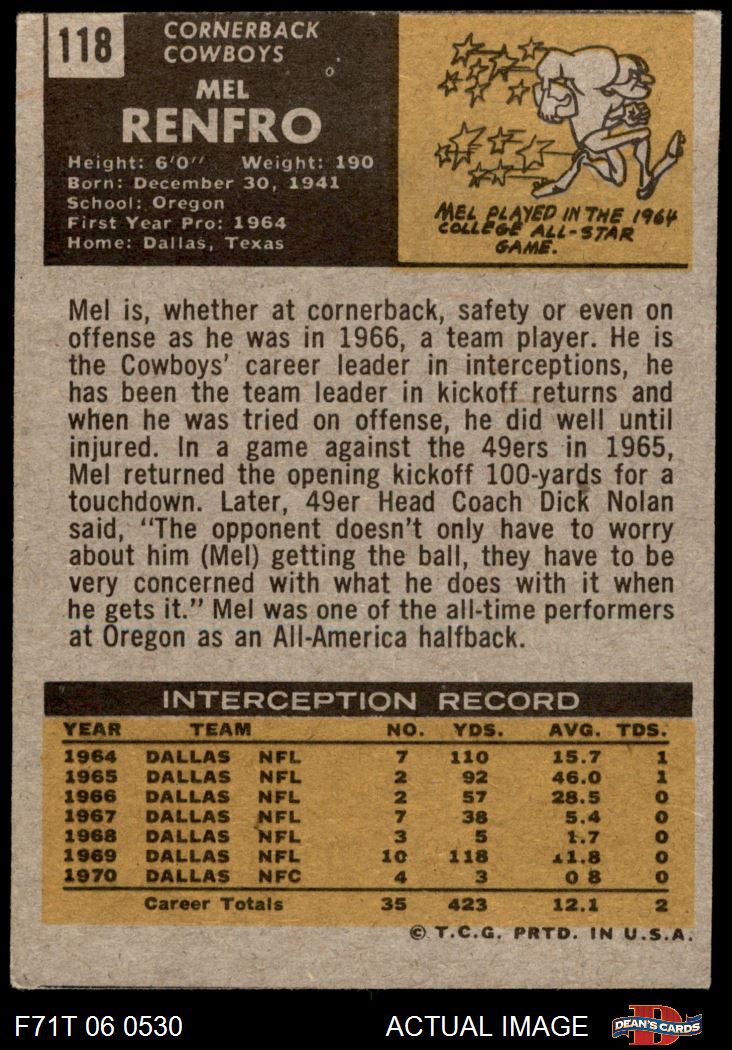 118
CORNERBACK
COWBOYS
MEL
RENFRO
Height: 6'0" Weight: 190
Born: December 30, 1941
School: Oregon
First Year Pro: 1964
Home: Dallas, Texas
MEL PLAYED IN THE 1964
COLLEGE ALL-STAR
GAME.
Mel is, whether at cornerback, safety or even on
offense as he was in 1966, a team player. He is
the Cowboys' career leader in interceptions, he
has been the team leader in kickoff returns and
when he was tried on offense, he did well until
injured. In a game against the 49ers in 1965,
Mel returned the opening kickoff 100-yards for a
touchdown. Later, 49er Head Coach Dick Nolan
said, "The opponent doesn't only have to worry
about him (Mel) getting the ball, they have to be
very concerned with what he does with it when
he gets it." Mel was one of the all-time performers
at Oregon as an All-America halfback.
INTERCEPTION RECORD
YEAR TEAM NO. YDS. AVG. TDS.
1964 DALLAS NFL 7 110 15.7 1
1965 DALLAS NFL 2 92 46.0 1
1966 DALLAS NFL 2 57 28.5 0
1967 DALLAS NFL 7 38 5.4 0
1968 DALLAS NFL 3 5 1.7 0
1969 DALLAS NFL 10 118 11.8 0
1970 DALLAS NFC 4 3 0 8 0
Career Totals 35 423 12.1 2
© T.C.G. PRTD. IN U.S.A.
F71T 06 0530 ACTUAL IMAGE D DEAN'S CARDS